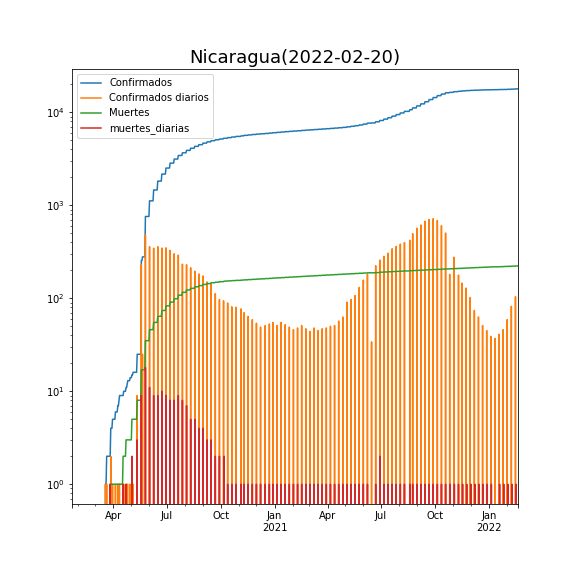 Nicaragua(2022-02-20)
Confirmados
Confirmados diarios
Muertes
muertes_diarias
10^4
10^3
10^2
10^1
10^0
Apr Jul Oct Jan Apr Jul Oct Jan
2021 2022